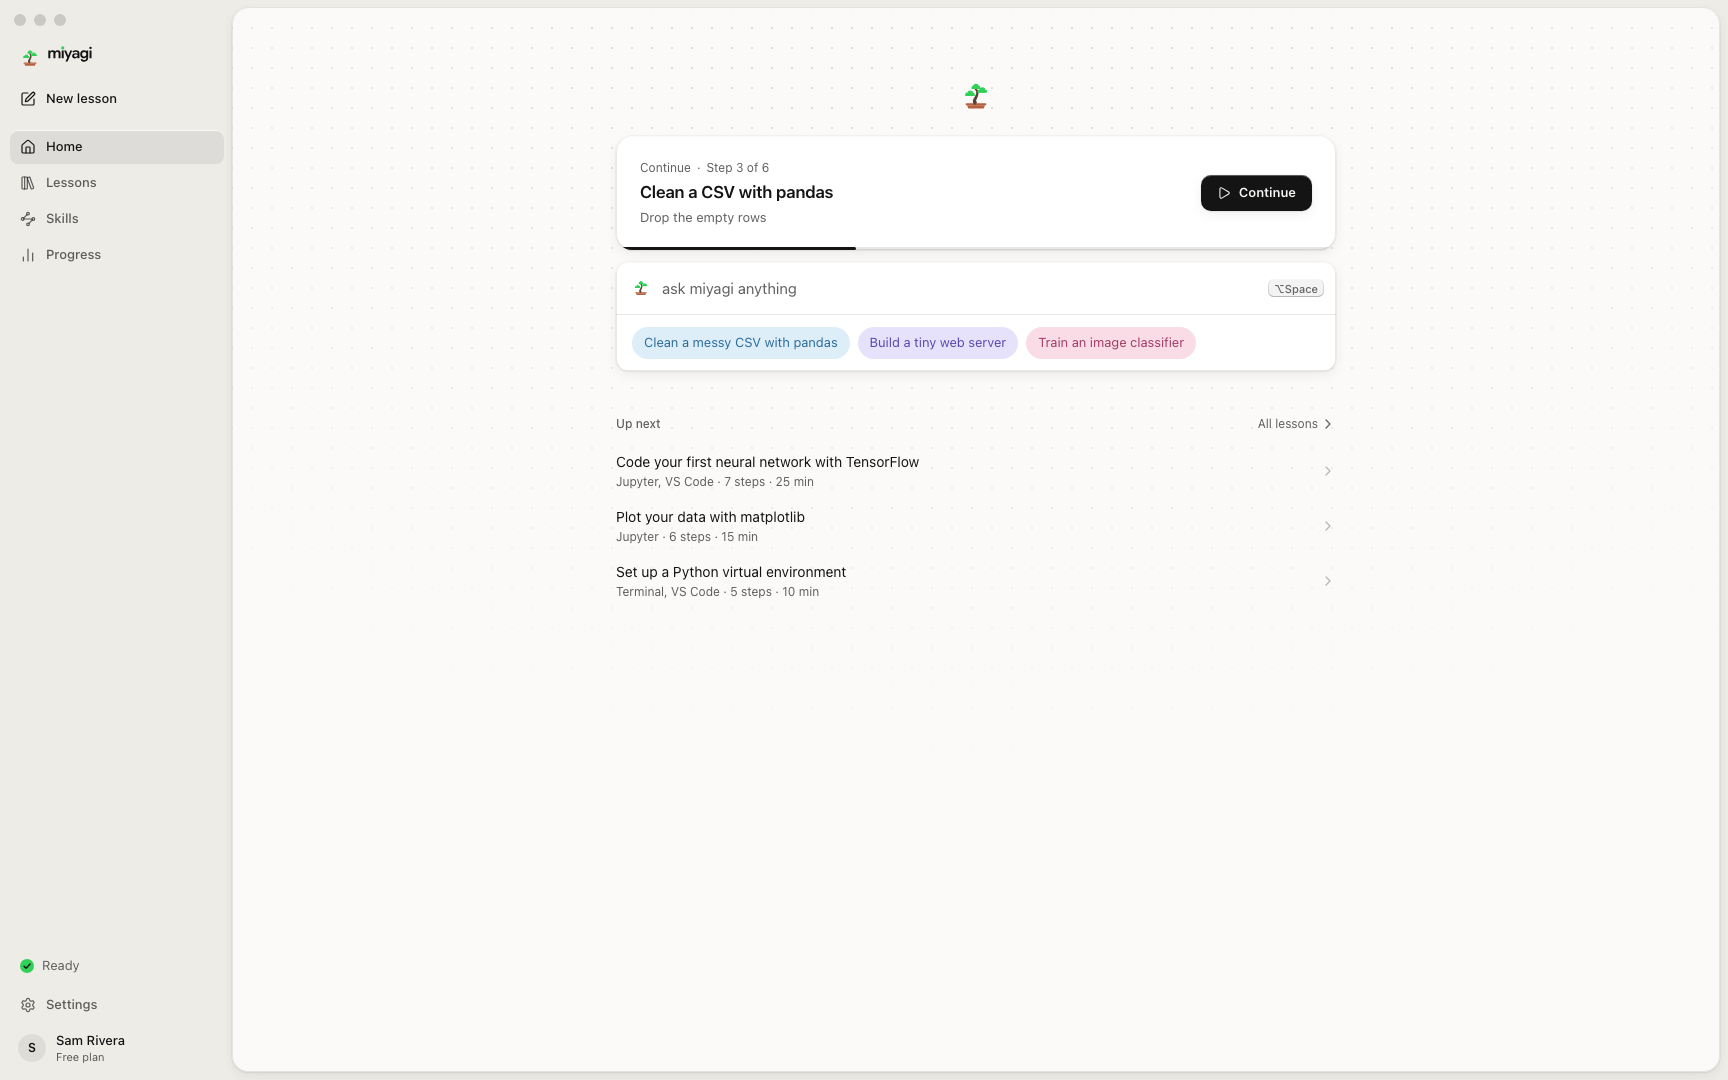 miyagi
New lesson
Home
Lessons
Skills
Progress
Ready
Settings
S
Sam Rivera
Free plan
Continue · Step 3 of 6
Clean a CSV with pandas
Drop the empty rows
Continue
ask miyagi anything
⌥Space
Clean a messy CSV with pandas
Build a tiny web server
Train an image classifier
Up next
All lessons
Code your first neural network with TensorFlow
Jupyter, VS Code · 7 steps · 25 min
Plot your data with matplotlib
Jupyter · 6 steps · 15 min
Set up a Python virtual environment
Terminal, VS Code · 5 steps · 10 min